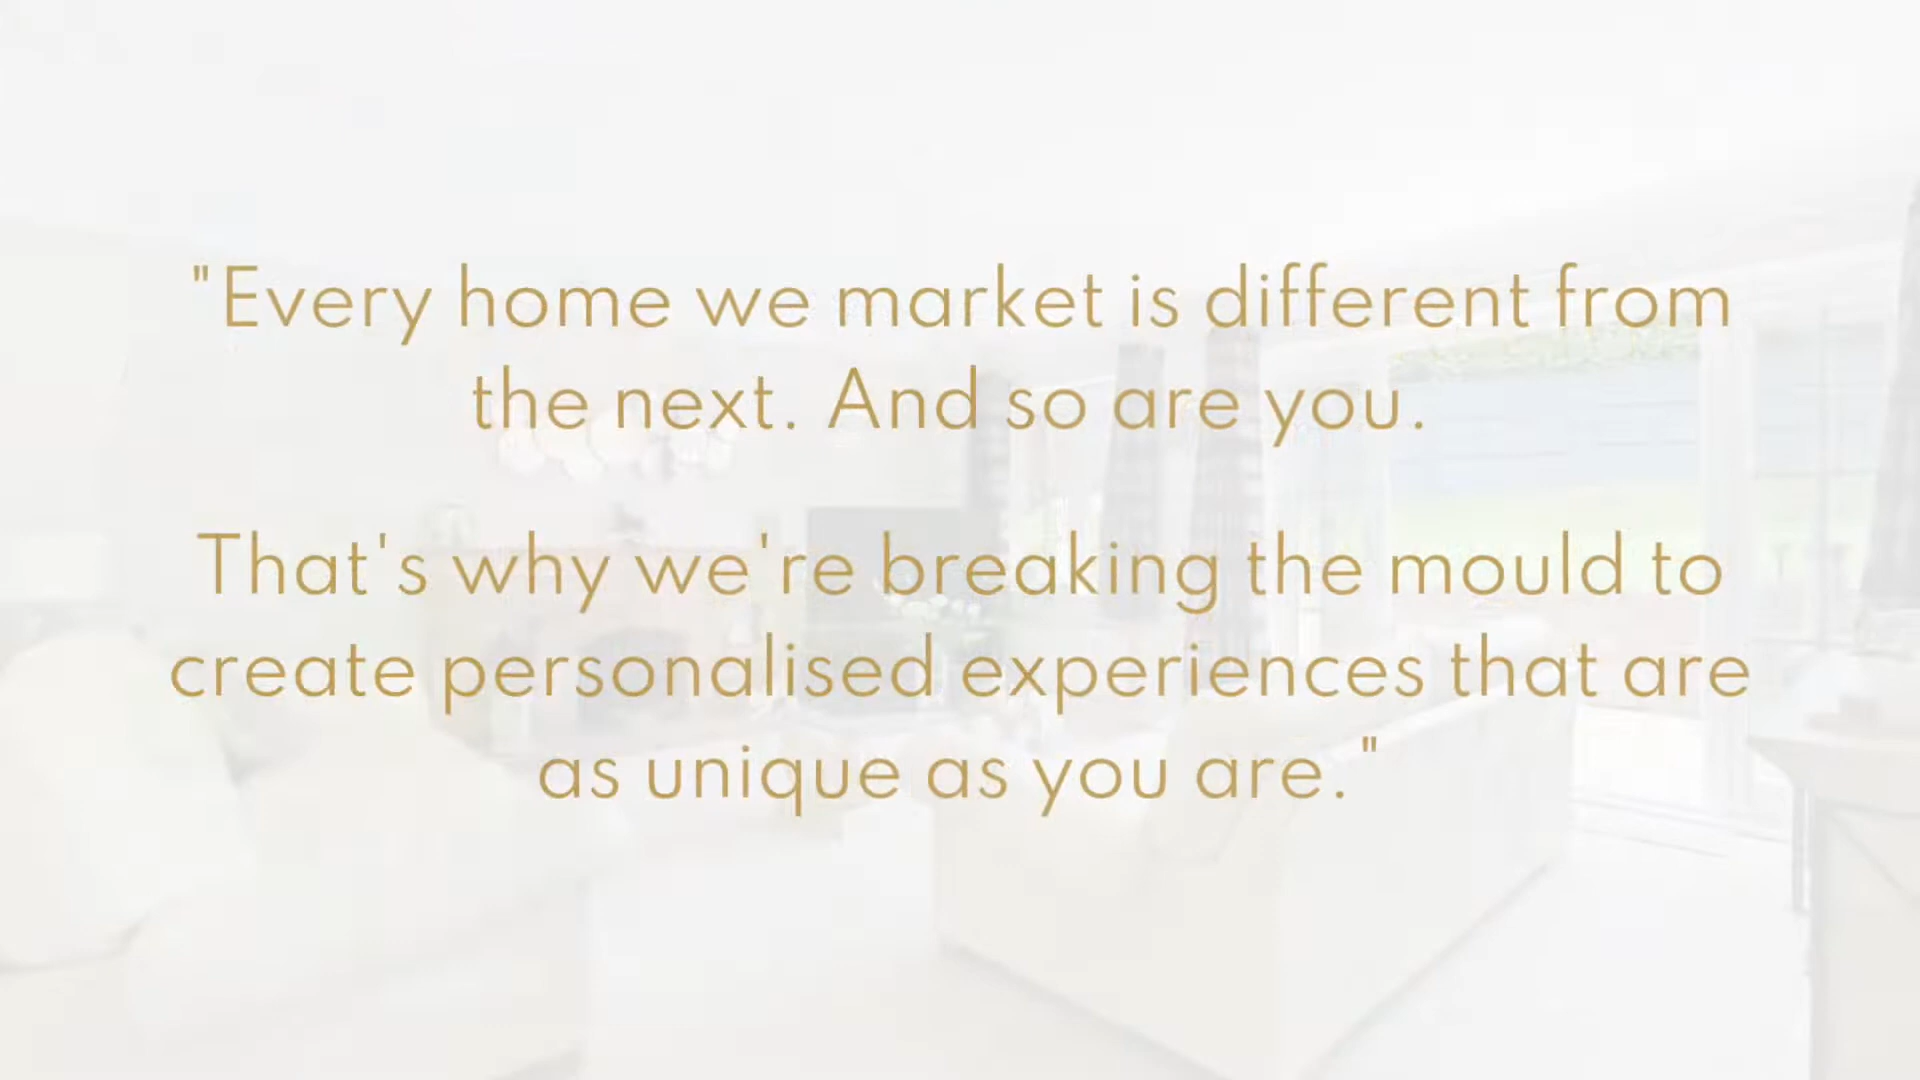 "Every home we market is different from
the next. And so are you.
That's why we're breaking the mould to
create personalised experiences that are
as unique as you are."